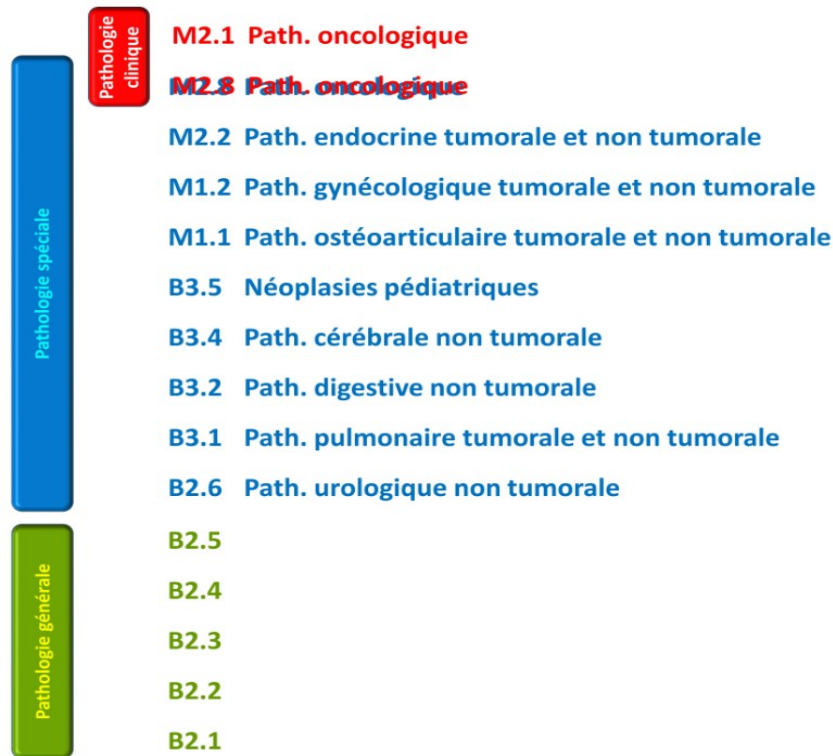 Pathologie
clinique
M2.1 Path. oncologique
M2.8 Path. oncologique
Pathologie spéciale
M2.2 Path. endocrine tumorale et non tumorale
M1.2 Path. gynécologique tumorale et non tumorale
M1.1 Path. ostéoarticulaire tumorale et non tumorale
B3.5 Néoplasies pédiatriques
B3.4 Path. cérébrale non tumorale
B3.2 Path. digestive non tumorale
B3.1 Path. pulmonaire tumorale et non tumorale
B2.6 Path. urologique non tumorale
Pathologie générale
B2.5
B2.4
B2.3
B2.2
B2.1